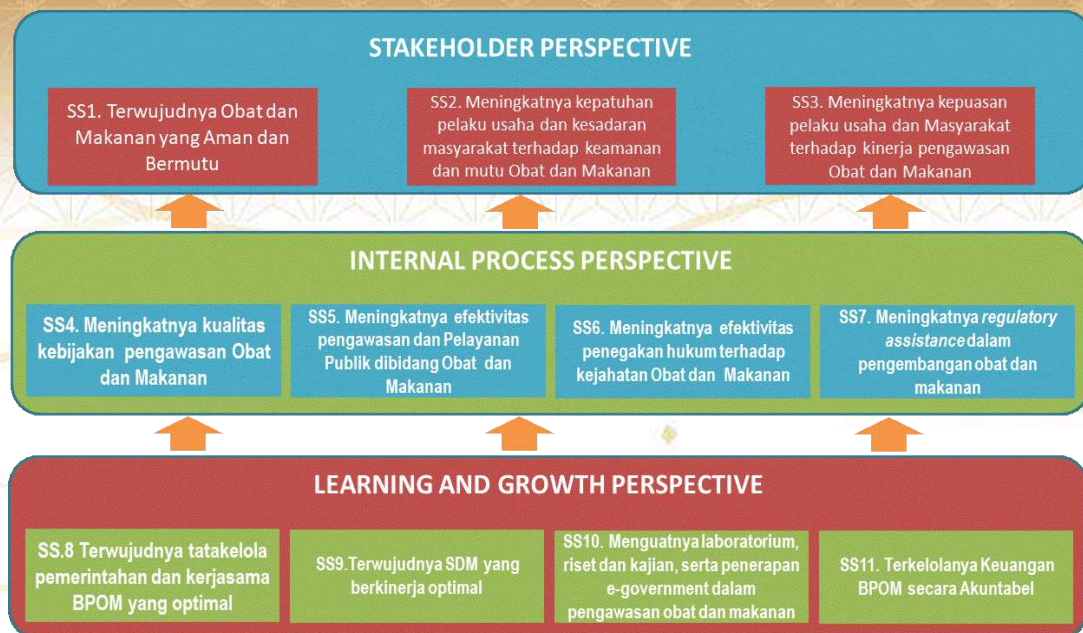 STAKEHOLDER PERSPECTIVE
SS1. Terwujudnya Obat dan
Makanan yang Aman dan
Bermutu
SS2. Meningkatnya kepatuhan
pelaku usaha dan kesadaran
masyarakat terhadap keamanan
dan mutu Obat dan Makanan
SS3. Meningkatnya kepuasan
pelaku usaha dan Masyarakat
terhadap kinerja pengawasan
Obat dan Makanan
INTERNAL PROCESS PERSPECTIVE
SS4. Meningkatnya kualitas
kebijakan pengawasan Obat
dan Makanan
SS5. Meningkatnya efektivitas
pengawasan dan Pelayanan
Publik dibidang Obat dan
Makanan
SS6. Meningkatnya efektivitas
penegakan hukum terhadap
kejahatan Obat dan Makanan
SS7. Meningkatnya regulatory
assistance dalam
pengembangan obat dan
makanan
LEARNING AND GROWTH PERSPECTIVE
SS.8 Terwujudnya tatakelola
pemerintahan dan kerjasama
BPOM yang optimal
SS9.Terwujudnya SDM yang
berkinerja optimal
SS10. Menguatnya laboratorium,
riset dan kajian, serta penerapan
e-government dalam
pengawasan obat dan makanan
SS11. Terkelolanya Keuangan
BPOM secara Akuntabel